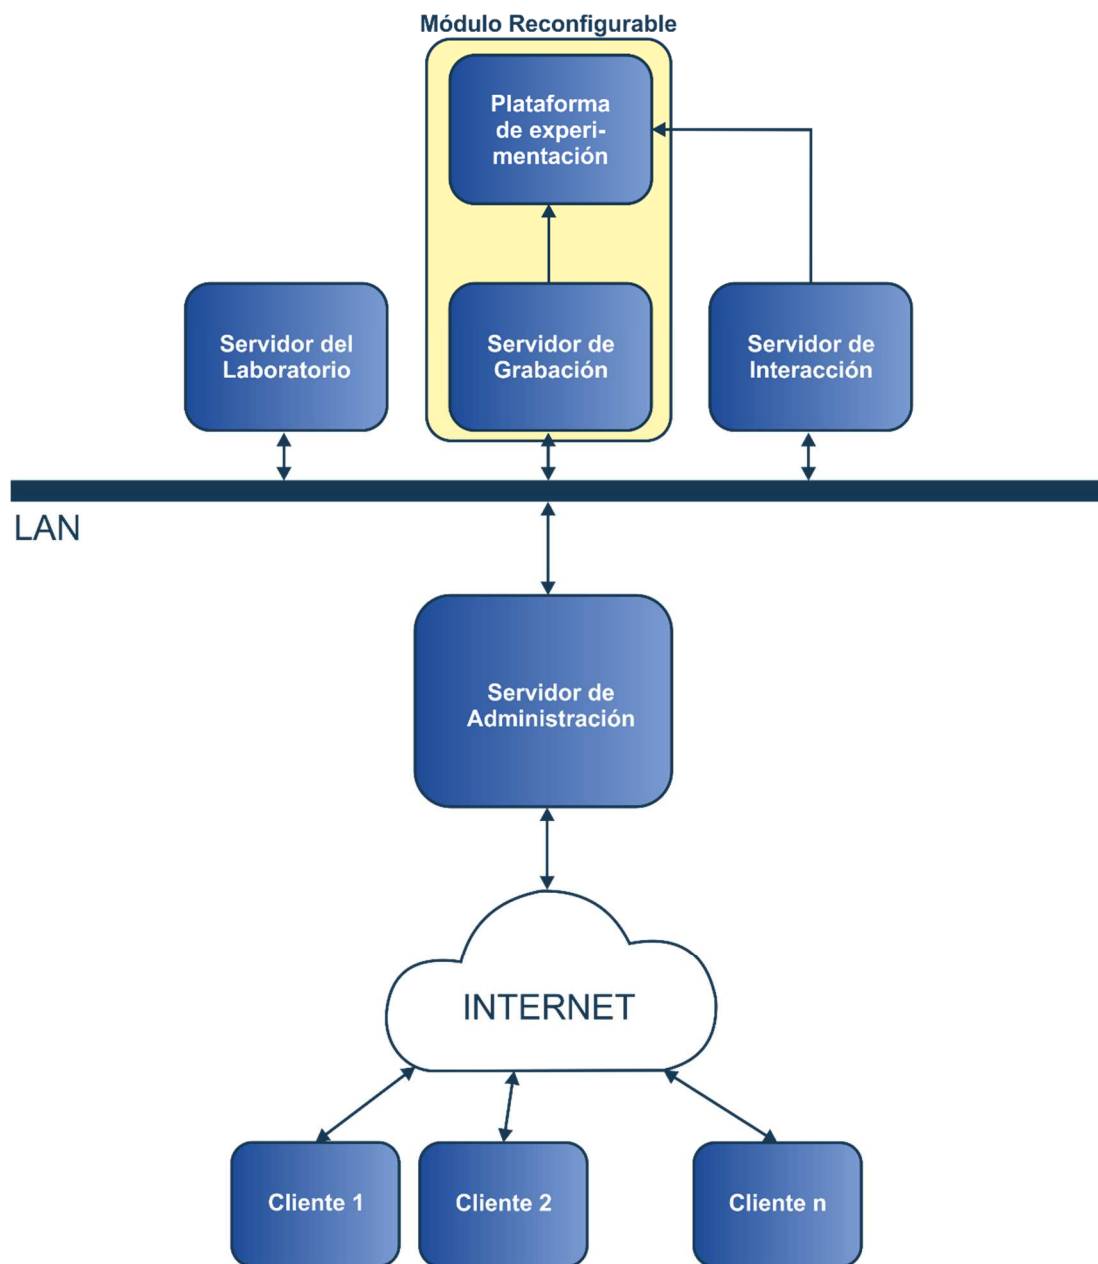 Módulo Reconfigurable
Plataforma
de experi-
mentación
Servidor del
Laboratorio
Servidor de
Grabación
Servidor de
Interacción
LAN
Servidor de
Administración
INTERNET
Cliente 1
Cliente 2
Cliente n